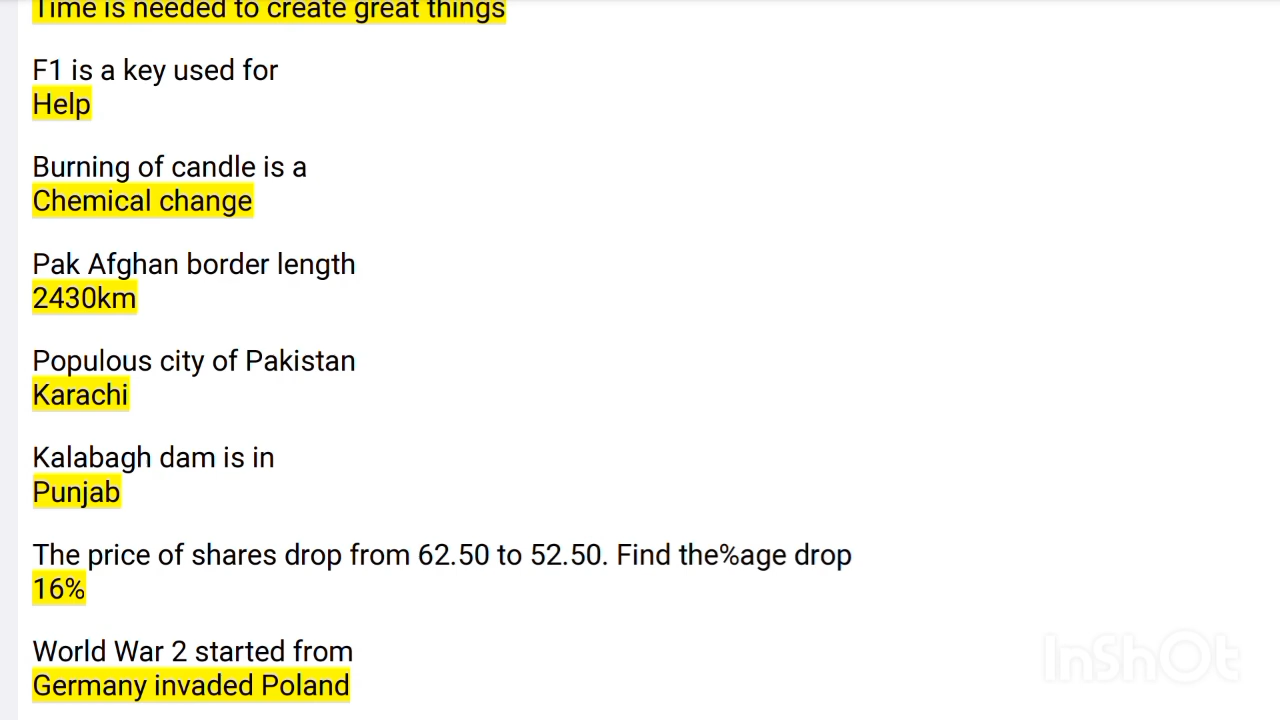 Time is needed to create great things
F1 is a key used for
Help
Burning of candle is a
Chemical change
Pak Afghan border length
2430km
Populous city of Pakistan
Karachi
Kalabagh dam is in
Punjab
The price of shares drop from 62.50 to 52.50. Find the%age drop
16%
World War 2 started from
Germany invaded Poland
InShOt